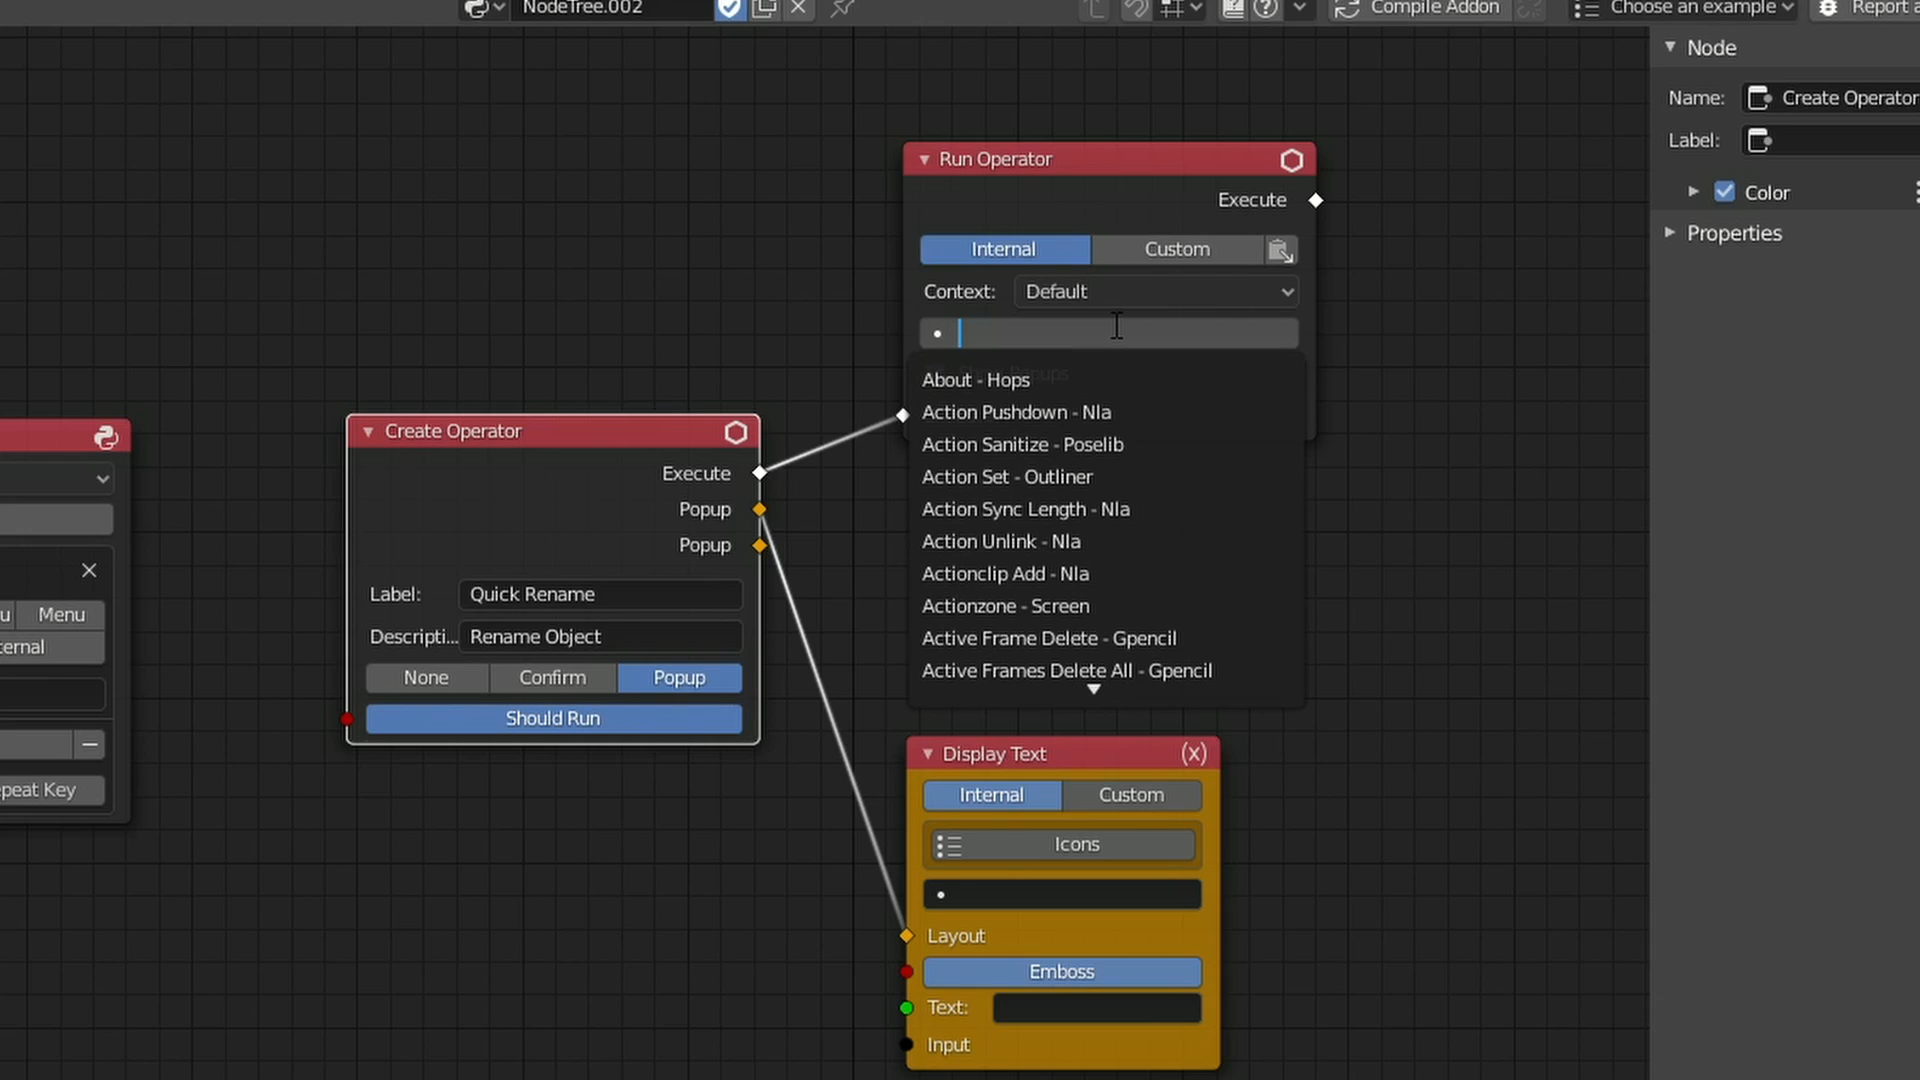 NodeTree.002
Compile Addon
Choose an example
Report a
Node
Name: Create Operator
Label:
Color
Properties
Run Operator
Execute
Internal Custom
Context: Default
About - Hops
Action Pushdown - Nla
Action Sanitize - Poselib
Action Set - Outliner
Action Sync Length - Nla
Action Unlink - Nla
Actionclip Add - Nla
Actionzone - Screen
Active Frame Delete - Gpencil
Active Frames Delete All - Gpencil
Create Operator
Execute
Popup
Popup
Label: Quick Rename
Descripti... Rename Object
None Confirm Popup
Should Run
u Menu
ernal
peat Key
Display Text (X)
Internal Custom
Icons
Layout
Emboss
Text:
Input